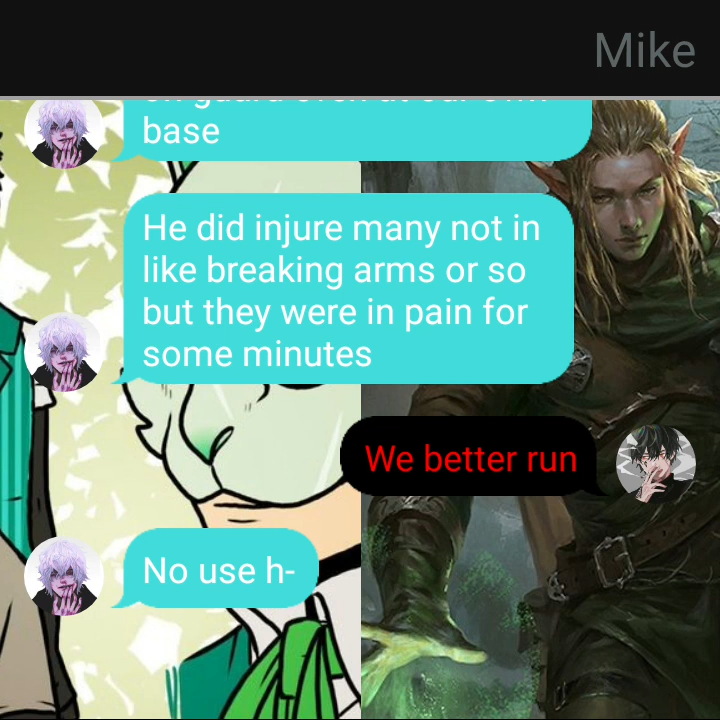 Mike
base
He did injure many not in
like breaking arms or so
but they were in pain for
some minutes
We better run
No use h-